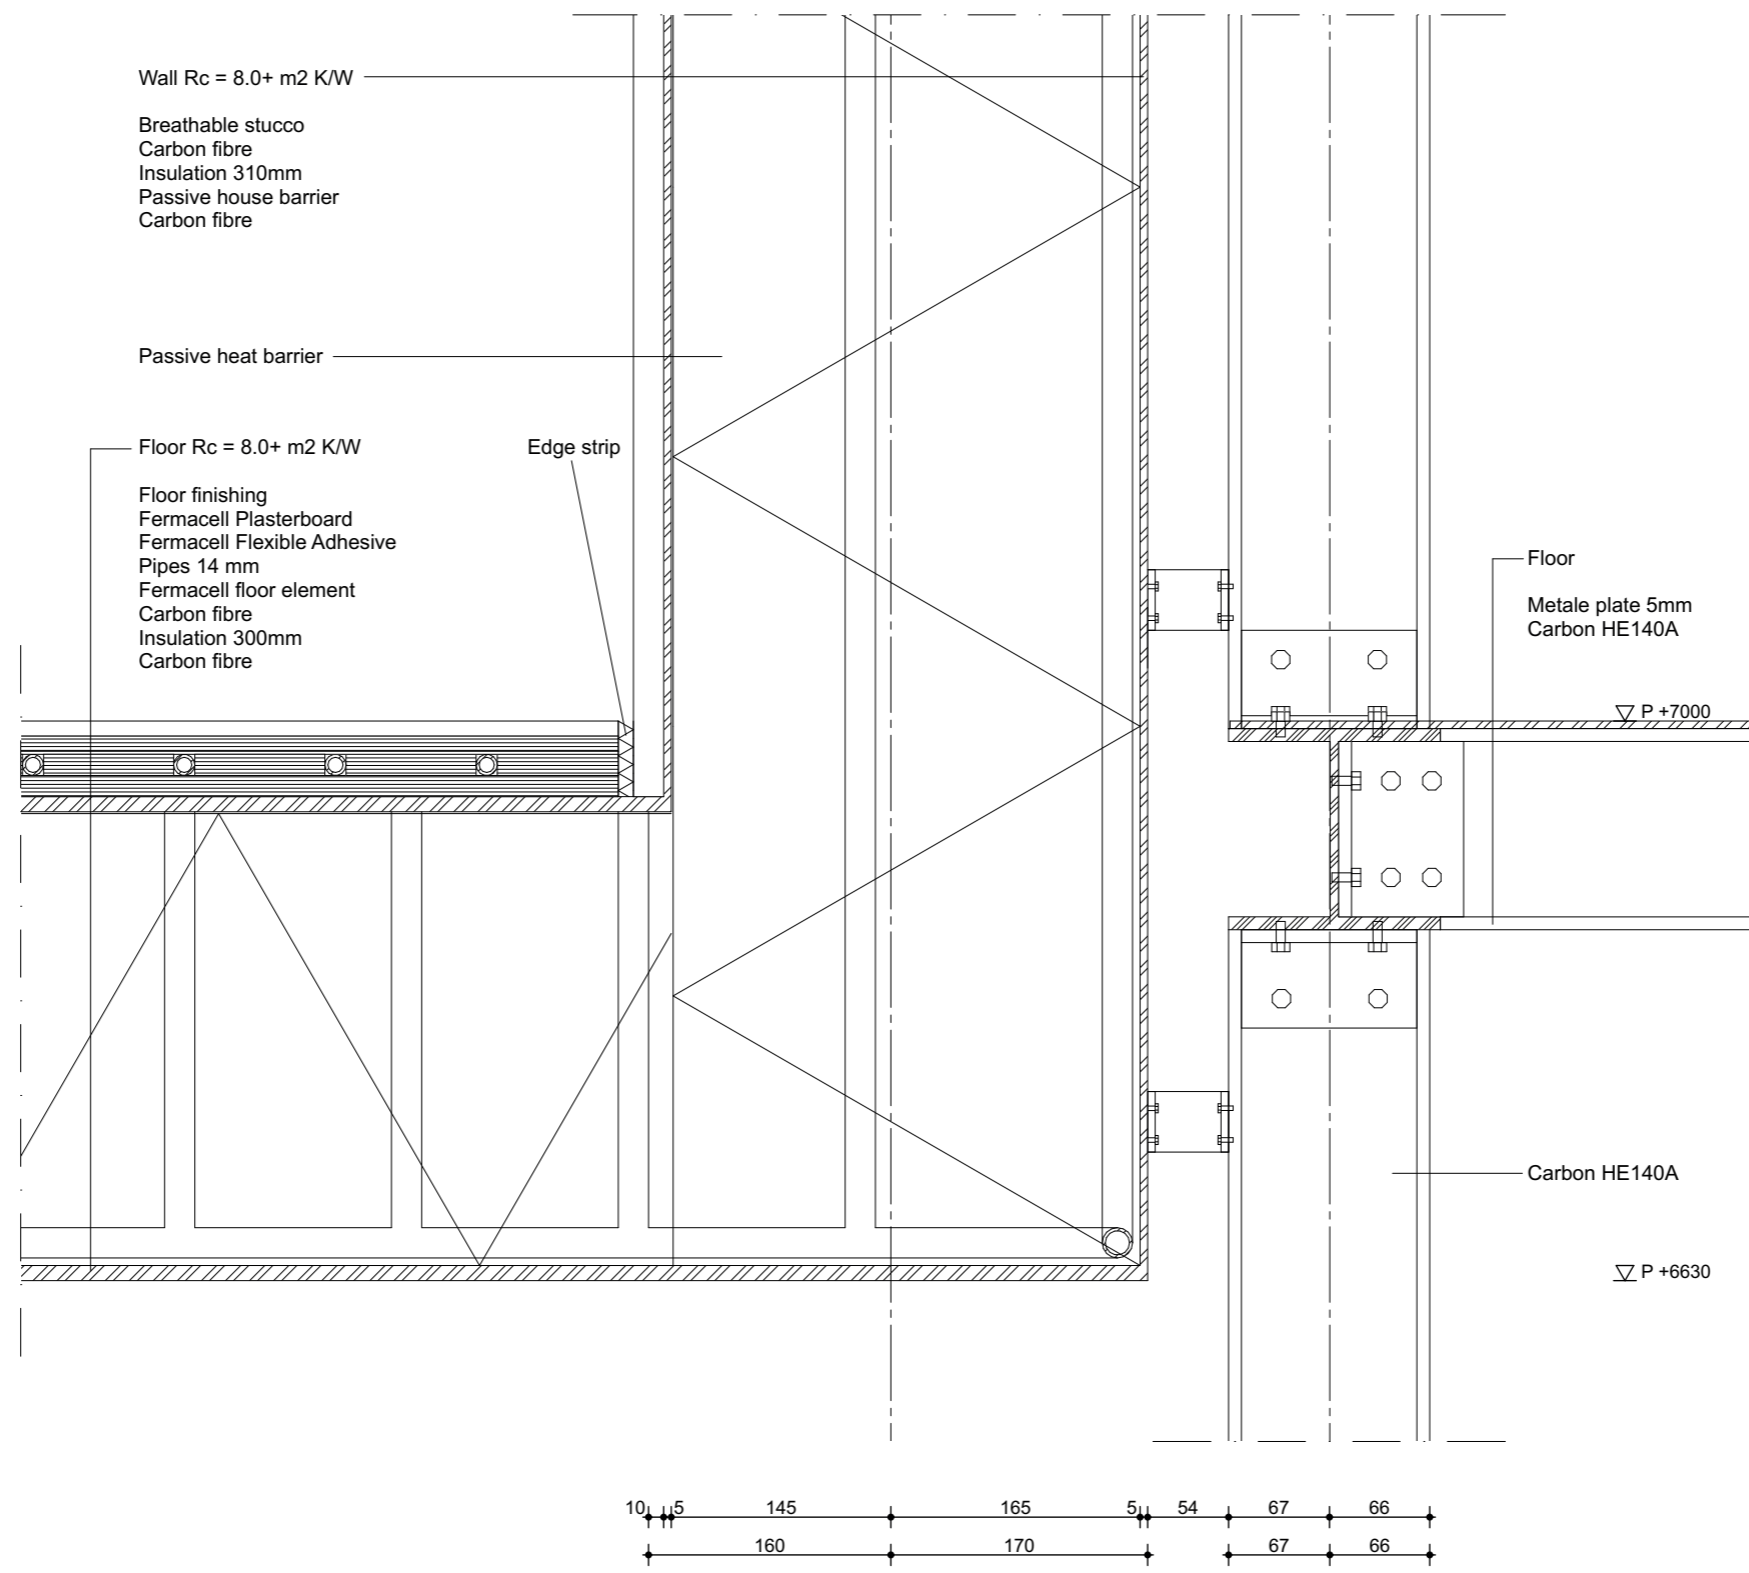 Wall Rc = 8.0+ m2 K/W
Breathable stucco
Carbon fibre
Insulation 310mm
Passive house barrier
Carbon fibre
Passive heat barrier
Floor Rc = 8.0+ m2 K/W
Edge strip
Floor finishing
Fermacell Plasterboard
Fermacell Flexible Adhesive
Pipes 14 mm
Fermacell floor element
Carbon fibre
Insulation 300mm
Carbon fibre
Floor
Metale plate 5mm
Carbon HE140A
P +7000
Carbon HE140A
P +6630
10 5 145 165 5 54 67 66
160 170 67 66